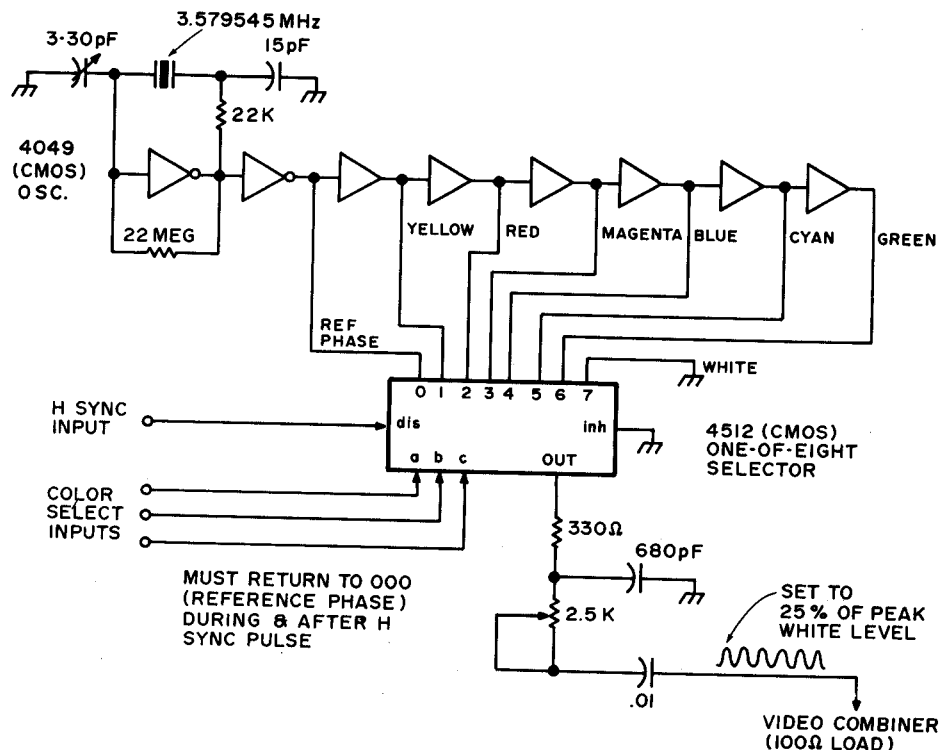 3.579545 MHz
3-30pF
15pF
22K
4049
(CMOS)
OSC.
22 MEG
YELLOW
RED
MAGENTA
BLUE
CYAN
GREEN
REF
PHASE
WHITE
0 1 2 3 4 5 6 7
H SYNC
INPUT
dis
inh
4512 (CMOS)
ONE-OF-EIGHT
SELECTOR
a b c
OUT
COLOR
SELECT
INPUTS
330Ω
680pF
MUST RETURN TO 000
(REFERENCE PHASE)
DURING & AFTER H
SYNC PULSE
2.5 K
SET TO
25% OF PEAK
WHITE LEVEL
.01
VIDEO COMBINER
(100Ω LOAD)